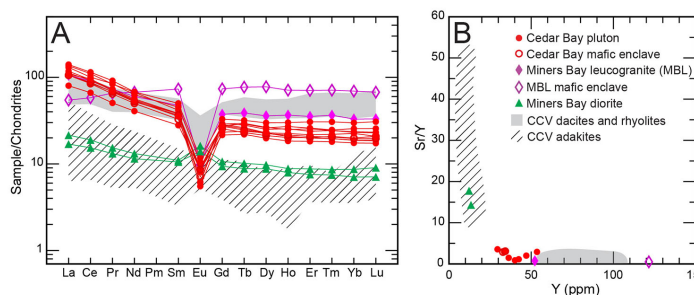 A
Sample/Chondrites
100
10
1
La Ce Pr Nd Pm Sm Eu Gd Tb Dy Ho Er Tm Yb Lu
B
Sr/Y
60
50
40
30
20
10
0
0 50 100 15
Y (ppm)
Cedar Bay pluton
Cedar Bay mafic enclave
Miners Bay leucogranite (MBL)
MBL mafic enclave
Miners Bay diorite
CCV dacites and rhyolites
CCV adakites